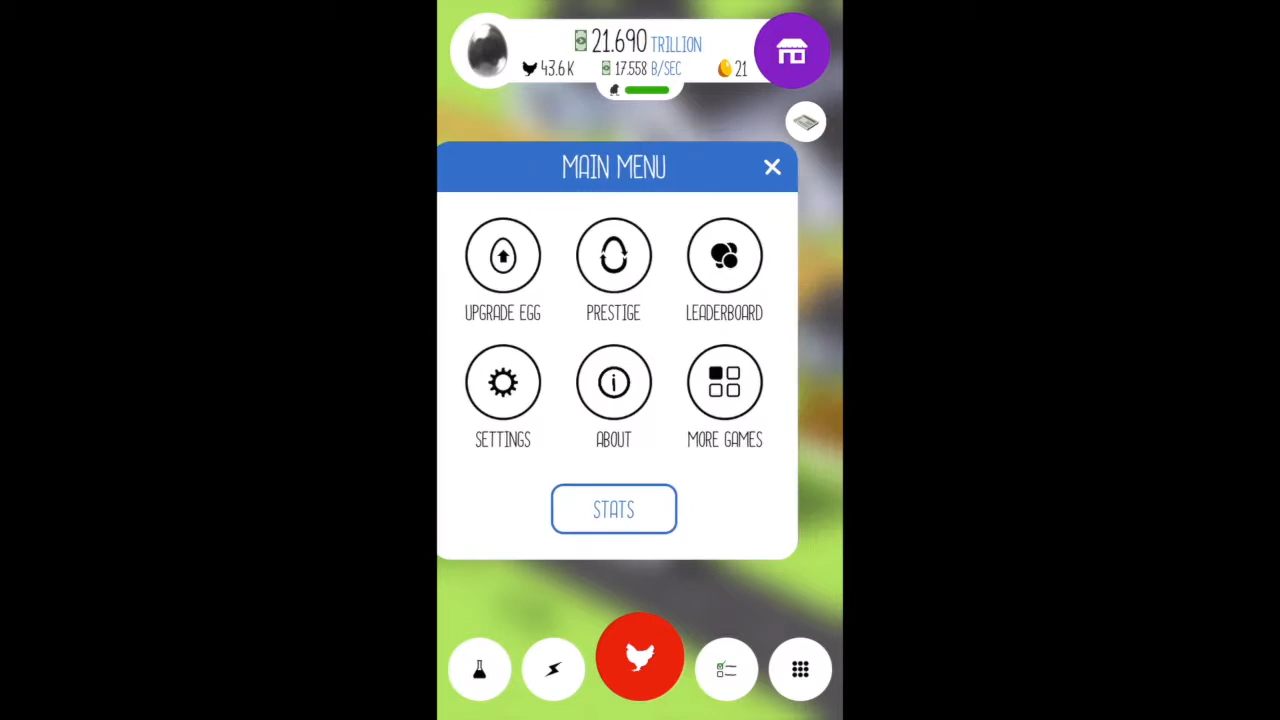 21.690 TRILLION
43.6K 17.558 B/SEC 21
MAIN MENU
UPGRADE EGG PRESTIGE LEADERBOARD
SETTINGS ABOUT MORE GAMES
STATS